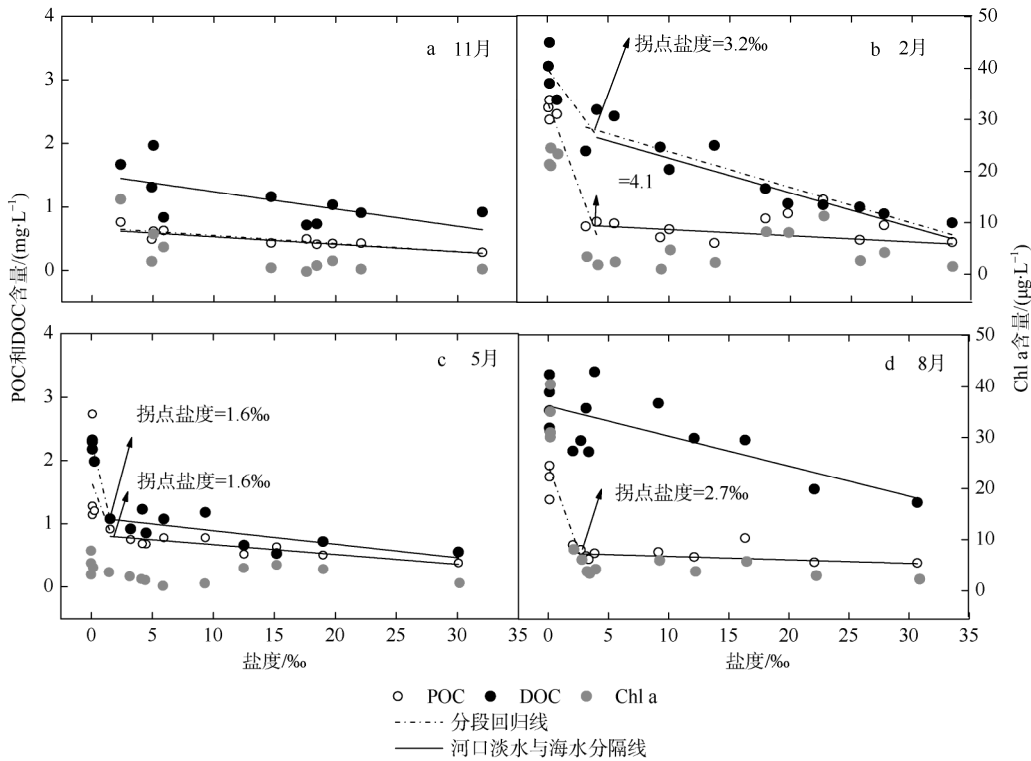 4
3
2
1
0
a 11月
50
40
30
20
10
0
b 2月
拐点盐度=3.2‰
=4.1
POC和DOC含量/(mg·L⁻¹)
Chl a含量/(μg·L⁻¹)
4
3
2
1
0
c 5月
拐点盐度=1.6‰
拐点盐度=1.6‰
50
40
30
20
10
0
d 8月
拐点盐度=2.7‰
0 5 10 15 20 25 30 35
盐度/‰
0 5 10 15 20 25 30 35
盐度/‰
POC DOC Chl a
分段回归线
河口淡水与海水分隔线